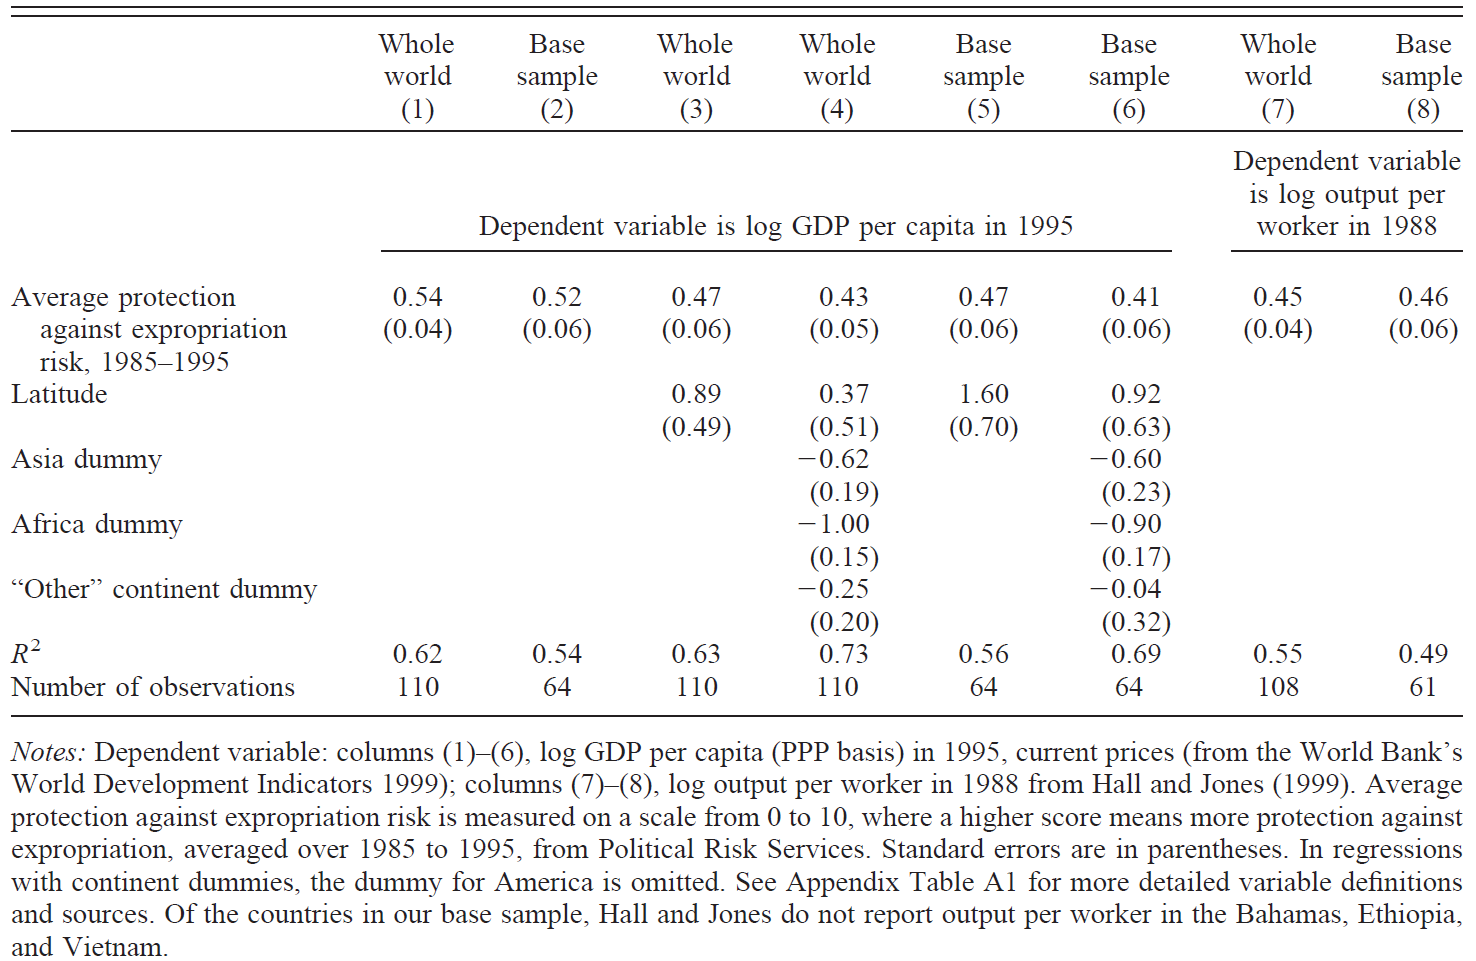 Whole world (1) Base sample (2) Whole world (3) Whole world (4) Base sample (5) Base sample (6) Whole world (7) Base sample (8)
Dependent variable is log GDP per capita in 1995
Dependent variable
is log output per
worker in 1988
Average protection 0.54 0.52 0.47 0.43 0.47 0.41 0.45 0.46
against expropriation (0.04) (0.06) (0.06) (0.05) (0.06) (0.06) (0.04) (0.06)
risk, 1985–1995
Latitude 0.89 0.37 1.60 0.92
(0.49) (0.51) (0.70) (0.63)
Asia dummy −0.62 −0.60
(0.19) (0.23)
Africa dummy −1.00 −0.90
(0.15) (0.17)
“Other” continent dummy −0.25 −0.04
(0.20) (0.32)
R² 0.62 0.54 0.63 0.73 0.56 0.69 0.55 0.49
Number of observations 110 64 110 110 64 64 108 61
Notes: Dependent variable: columns (1)–(6), log GDP per capita (PPP basis) in 1995, current prices (from the World Bank’s
World Development Indicators 1999); columns (7)–(8), log output per worker in 1988 from Hall and Jones (1999). Average
protection against expropriation risk is measured on a scale from 0 to 10, where a higher score means more protection against
expropriation, averaged over 1985 to 1995, from Political Risk Services. Standard errors are in parentheses. In regressions
with continent dummies, the dummy for America is omitted. See Appendix Table A1 for more detailed variable definitions
and sources. Of the countries in our base sample, Hall and Jones do not report output per worker in the Bahamas, Ethiopia,
and Vietnam.